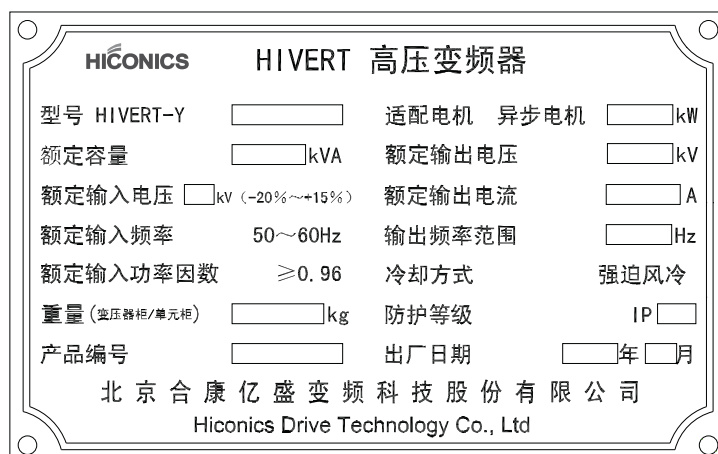 HICONICS HIVERT 高压变频器
型号 HIVERT-Y 适配电机 异步电机 kW
额定容量 kVA 额定输出电压 kV
额定输入电压 kV (-20%～+15%) 额定输出电流 A
额定输入频率 50～60Hz 输出频率范围 Hz
额定输入功率因数 ≥0.96 冷却方式 强迫风冷
重量(变压器柜/单元柜) kg 防护等级 IP
产品编号 出厂日期 年 月
北京合康亿盛变频科技股份有限公司
Hiconics Drive Technology Co., Ltd